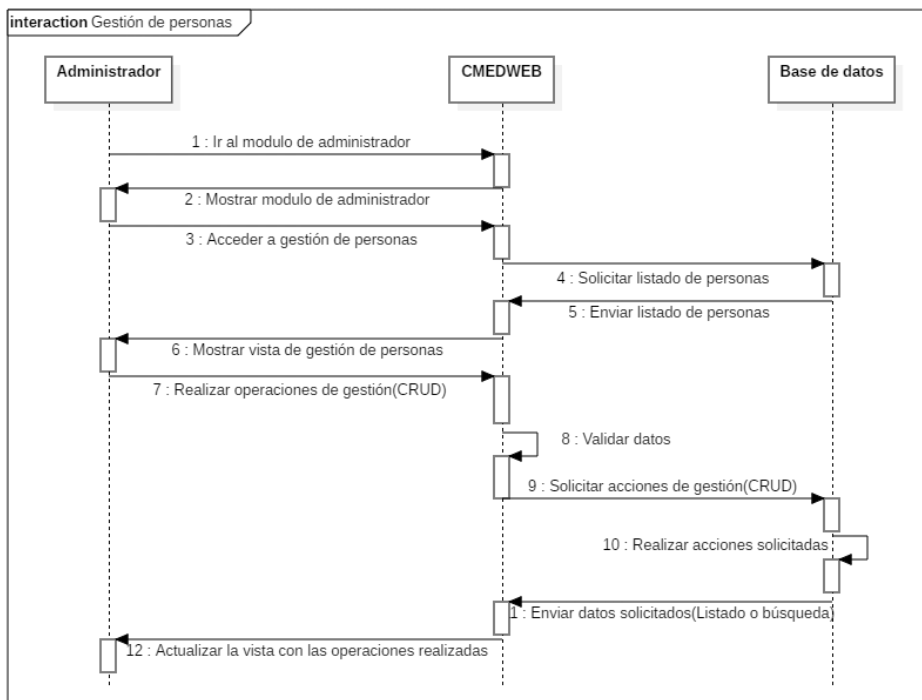 interaction Gestión de personas
Administrador
CMEDWEB
Base de datos
1 : Ir al modulo de administrador
2 : Mostrar modulo de administrador
3 : Acceder a gestión de personas
4 : Solicitar listado de personas
5 : Enviar listado de personas
6 : Mostrar vista de gestión de personas
7 : Realizar operaciones de gestión(CRUD)
8 : Validar datos
9 : Solicitar acciones de gestión(CRUD)
10 : Realizar acciones solicitadas
1 : Enviar datos solicitados(Listado o búsqueda)
12 : Actualizar la vista con las operaciones realizadas